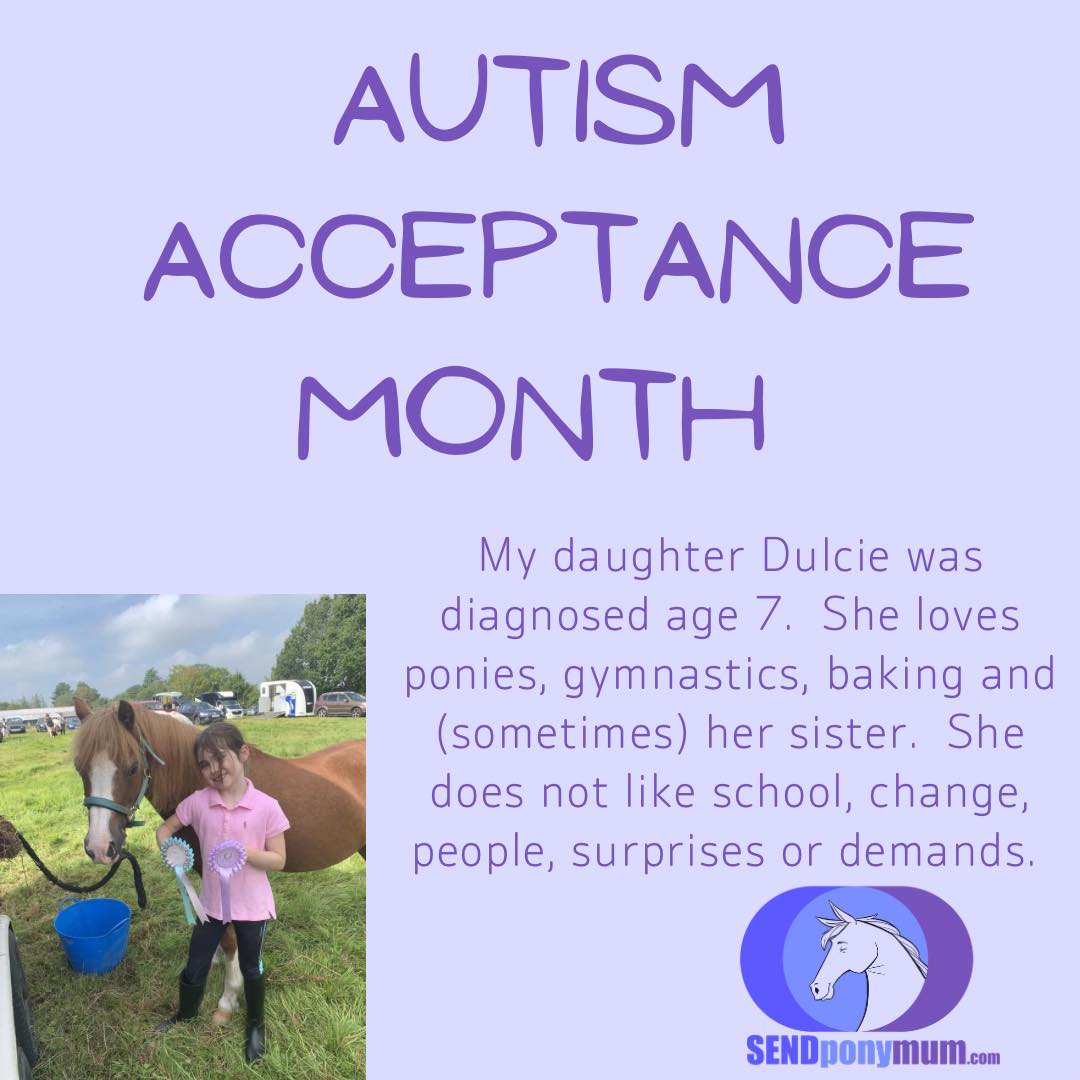 AUTISM
ACCEPTANCE
MONTH
My daughter Dulcie was
diagnosed age 7. She loves
ponies, gymnastics, baking and
(sometimes) her sister. She
does not like school, change,
people, surprises or demands.
SENDponymum.com